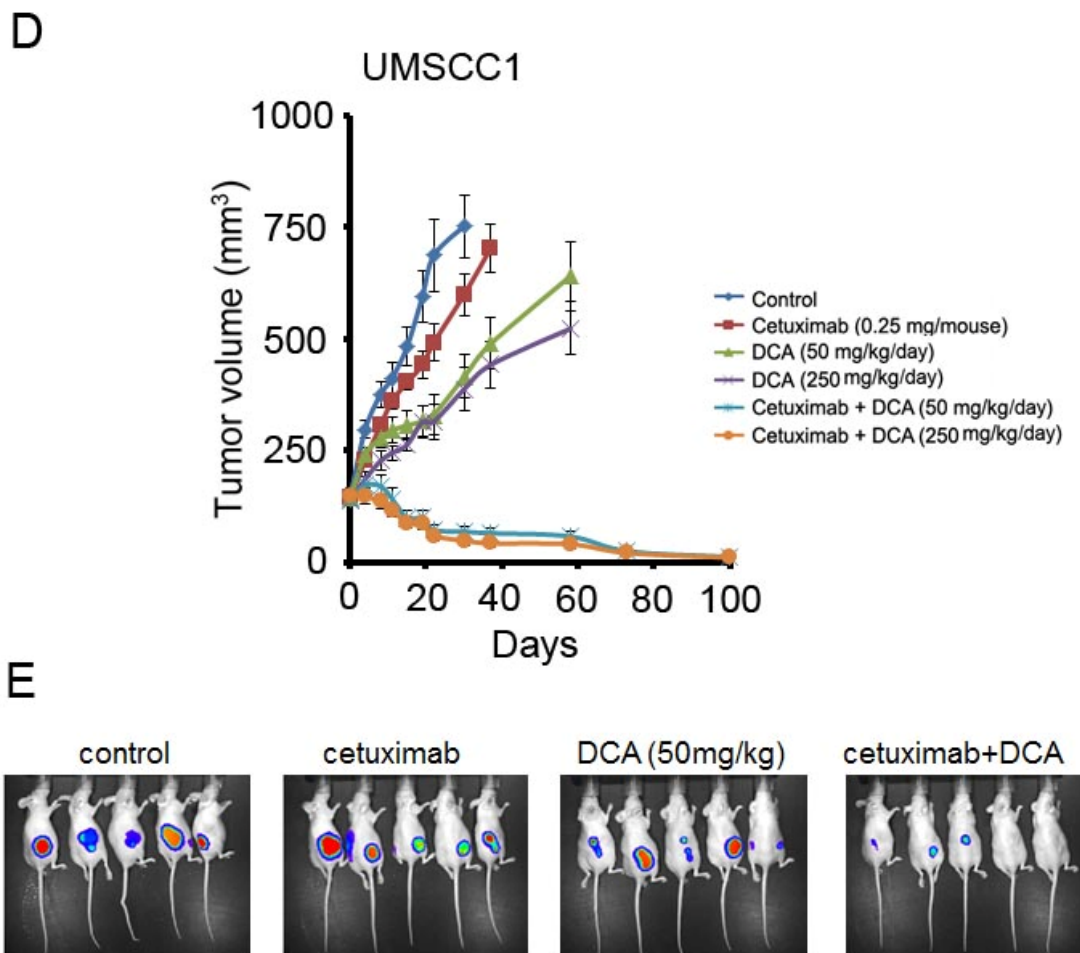 D
UMSCC1
1000
750
500
250
0
Tumor volume (mm³)
0 20 40 60 80 100
Days
Control
Cetuximab (0.25 mg/mouse)
DCA (50 mg/kg/day)
DCA (250 mg/kg/day)
Cetuximab + DCA (50 mg/kg/day)
Cetuximab + DCA (250 mg/kg/day)
E
control cetuximab DCA (50mg/kg) cetuximab+DCA